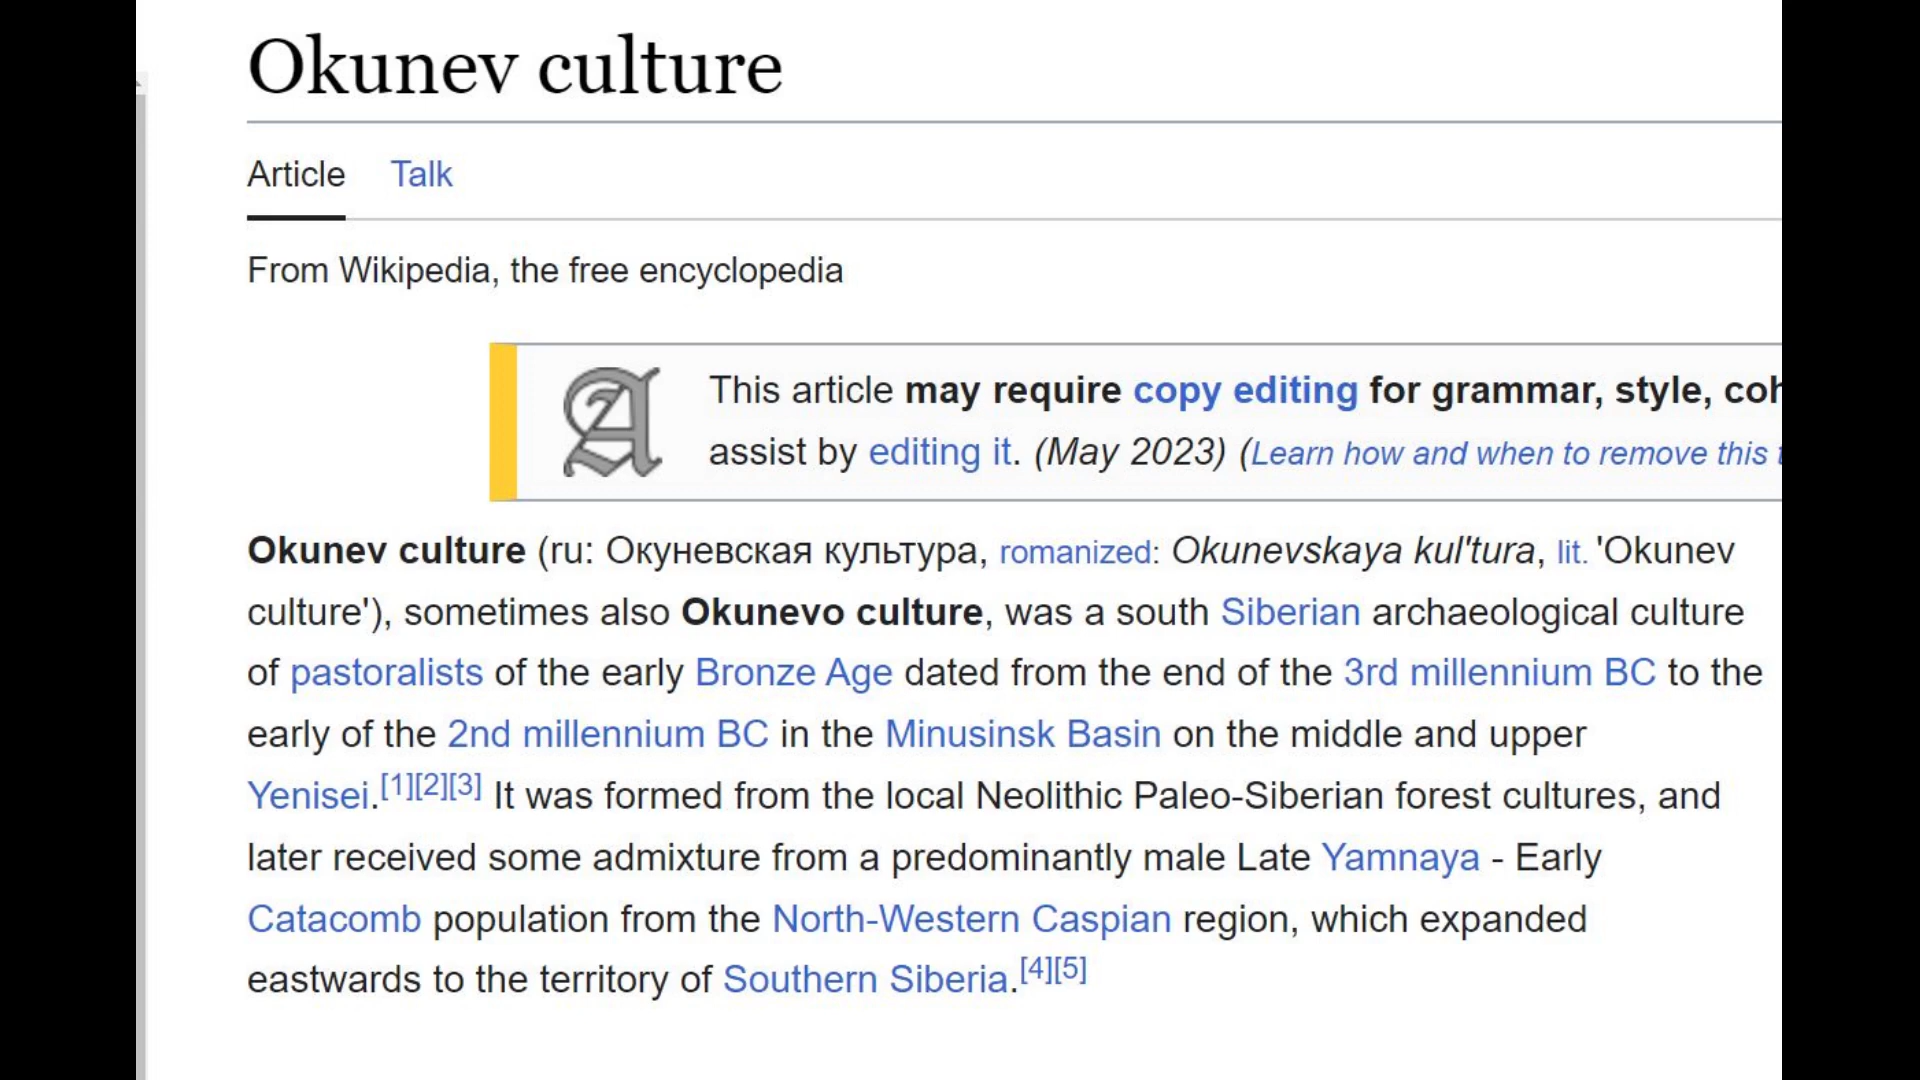 Okunev culture
Article Talk
From Wikipedia, the free encyclopedia
This article may require copy editing for grammar, style,
assist by editing it. (May 2023) (Learn how and when to remove this
Okunev culture (ru: Окуневская культура, romanized: Okunevskaya kul'tura, lit. 'Okunev
culture'), sometimes also Okunevo culture, was a south Siberian archaeological culture
of pastoralists of the early Bronze Age dated from the end of the 3rd millennium BC to the
early of the 2nd millennium BC in the Minusinsk Basin on the middle and upper
Yenisei.[1][2][3] It was formed from the local Neolithic Paleo-Siberian forest cultures, and
later received some admixture from a predominantly male Late Yamnaya - Early
Catacomb population from the North-Western Caspian region, which expanded
eastwards to the territory of Southern Siberia.[4][5]